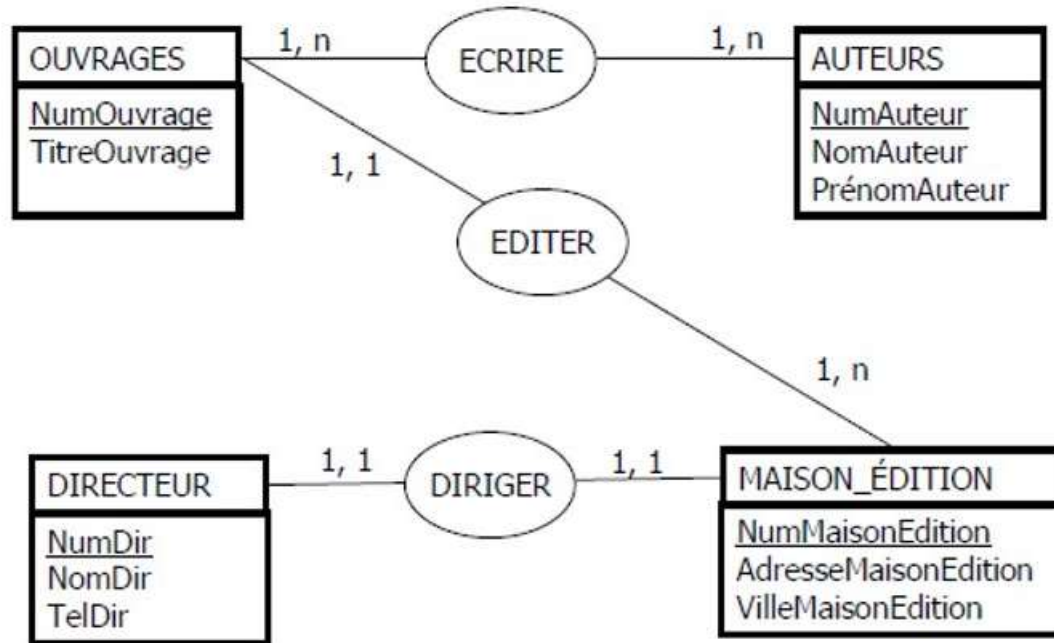 OUVRAGES
NumOuvrage
TitreOuvrage
1, n
ECRIRE
1, n
AUTEURS
NumAuteur
NomAuteur
PrénomAuteur
1, 1
EDITER
1, n
DIRECTEUR
NumDir
NomDir
TelDir
1, 1
DIRIGER
1, 1
MAISON_ÉDITION
NumMaisonEdition
AdresseMaisonEdition
VilleMaisonEdition